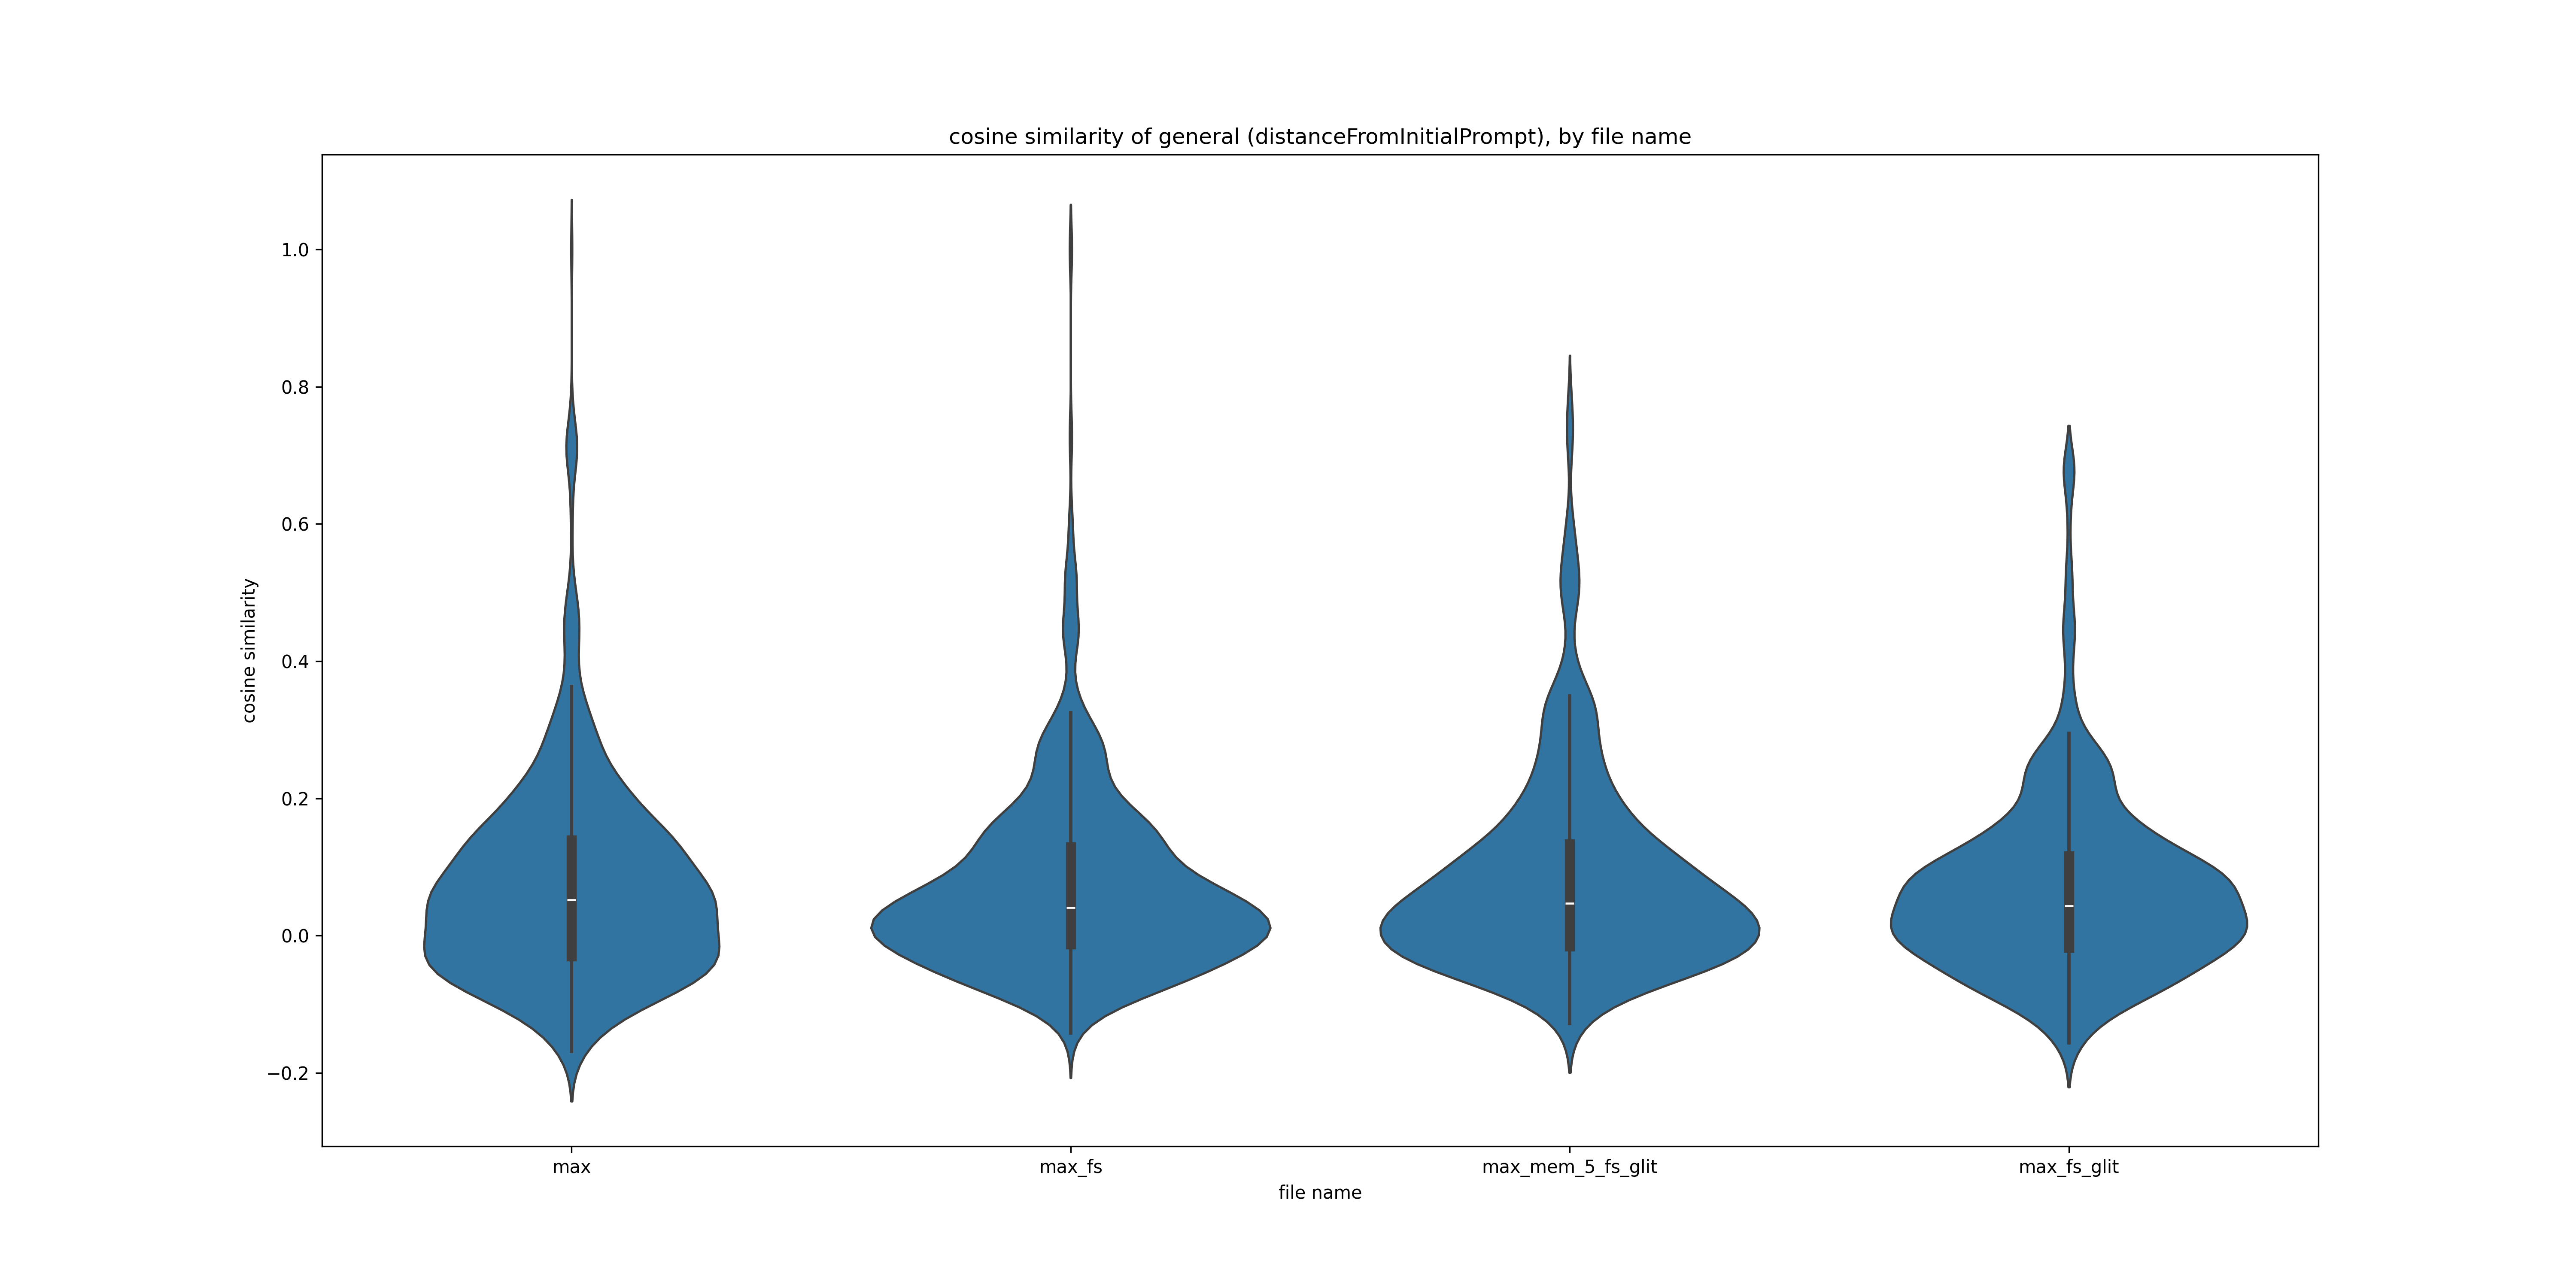 cosine similarity of general (distanceFromInitialPrompt), by file name
cosine similarity
1.0
0.8
0.6
0.4
0.2
0.0
−0.2
max
max_fs
max_mem_5_fs_glit
max_fs_glit
file name